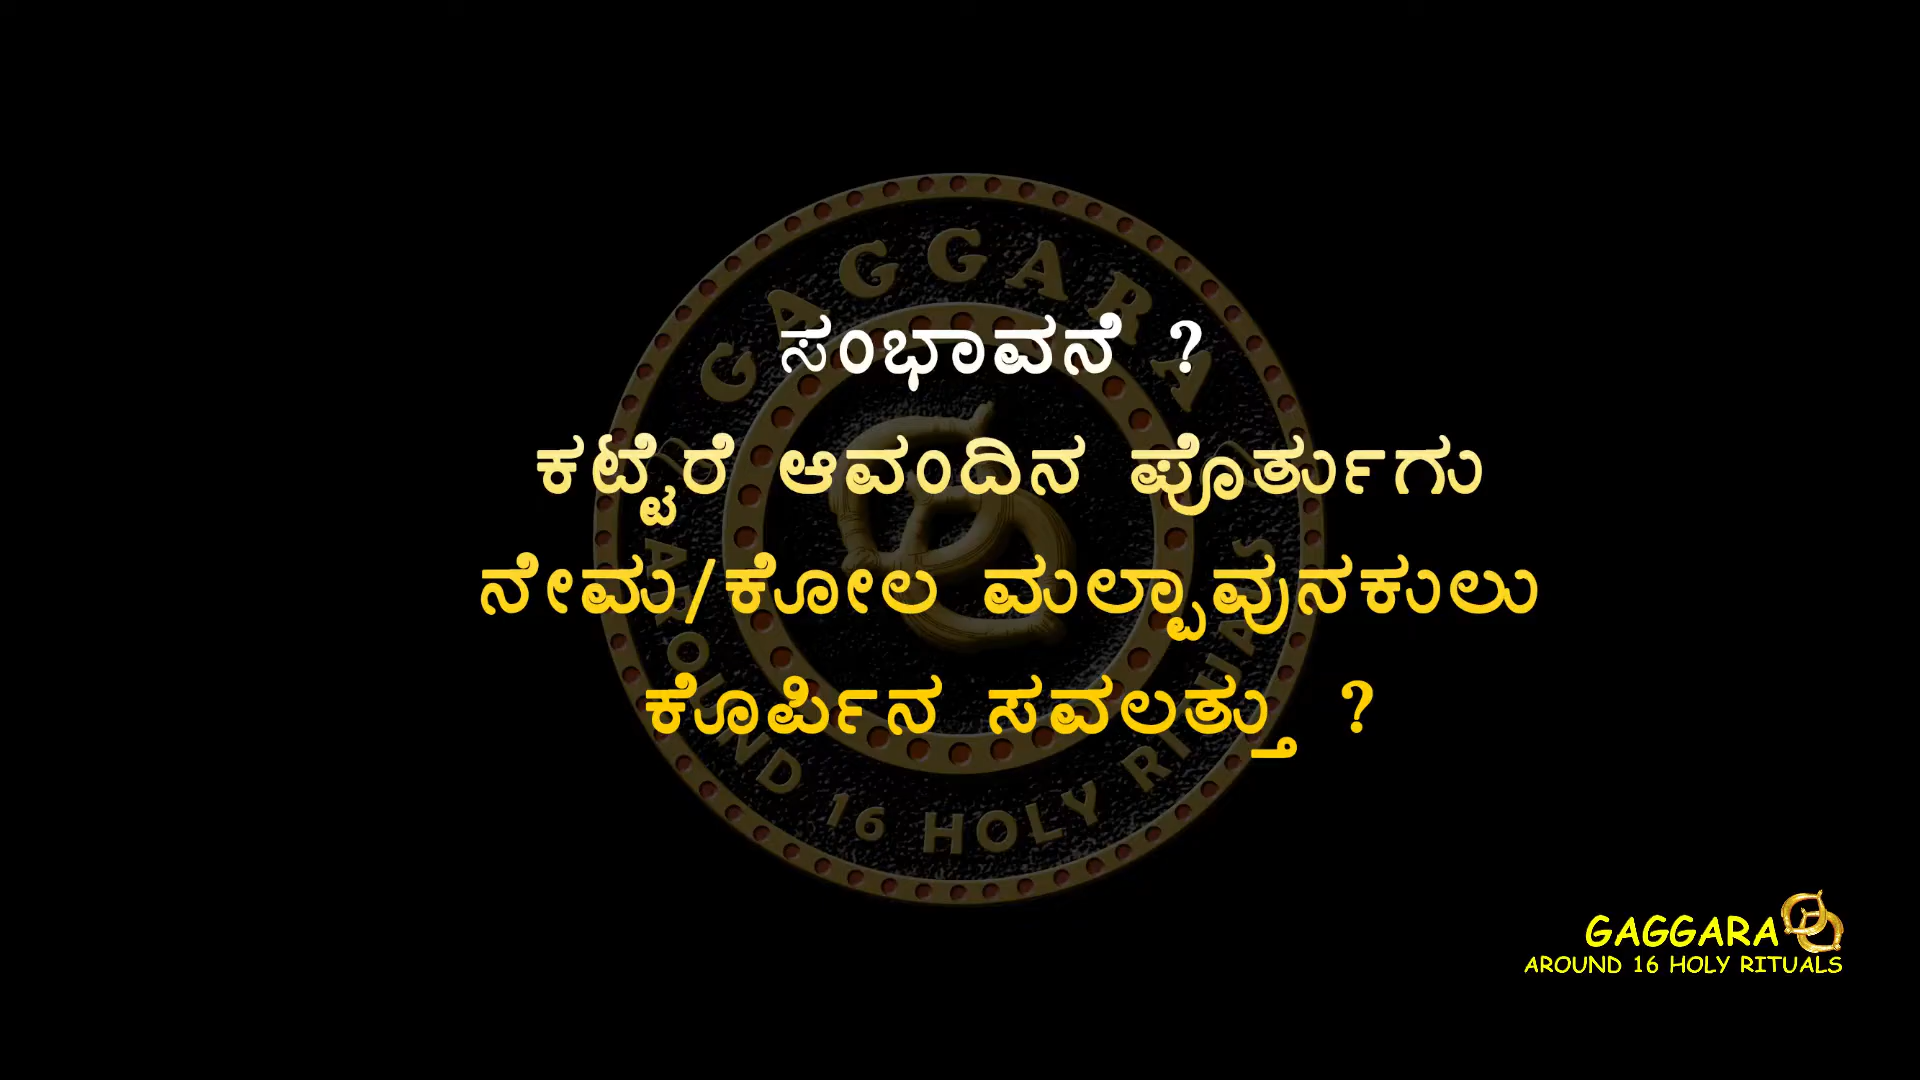 GAGGARA
ಸಂಭಾವನೆ ?
ಕಟ್ಟೆರೆ ಆವಂದಿನ ಪೊರ್ತುಗು
ನೇಮ/ಕೋಲ ಮಲ್ಪಾವುನಕುಲು
ಕೊರ್ಪಿನ ಸವಲತ್ತು ?
AROUND 16 HOLY RITUALS
GAGGARA
AROUND 16 HOLY RITUALS